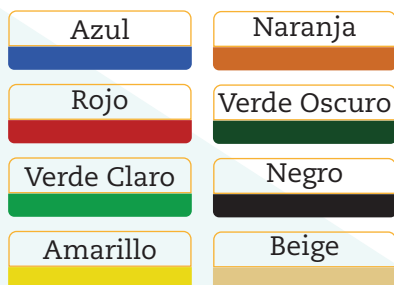 Azul
Naranja
Rojo
Verde Oscuro
Verde Claro
Negro
Amarillo
Beige